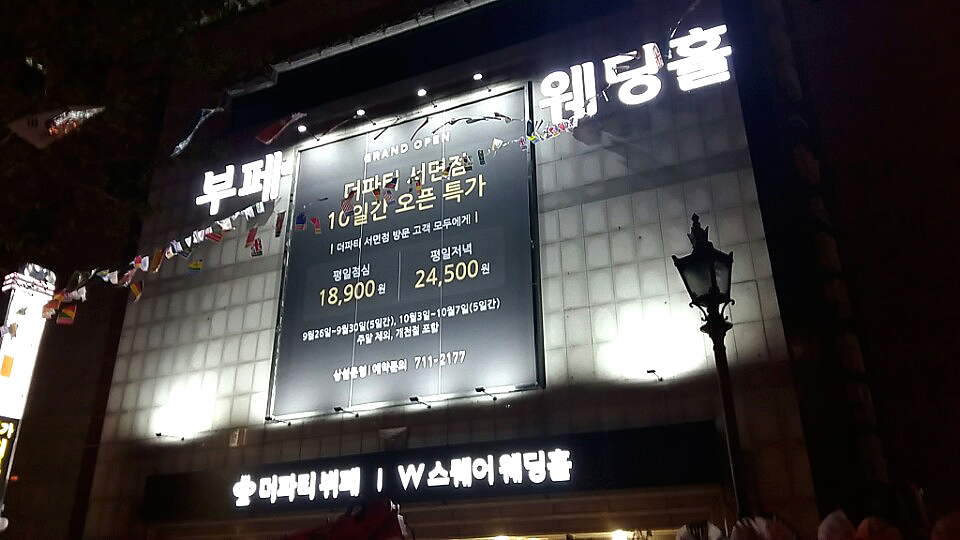 웨딩홀
부페
GRAND OPEN
더파티 서면점
10일간 오픈 특가
| 더파티 서면점 방문 고객 모두에게 |
평일점심
18,900원
평일저녁
24,500원
9월26일~9월30일(5일간), 10월3일~10월7일(5일간)
주말 제외, 개천절 포함
예약문의 711-2177
더파티 뷔페 | W스퀘어 웨딩홀